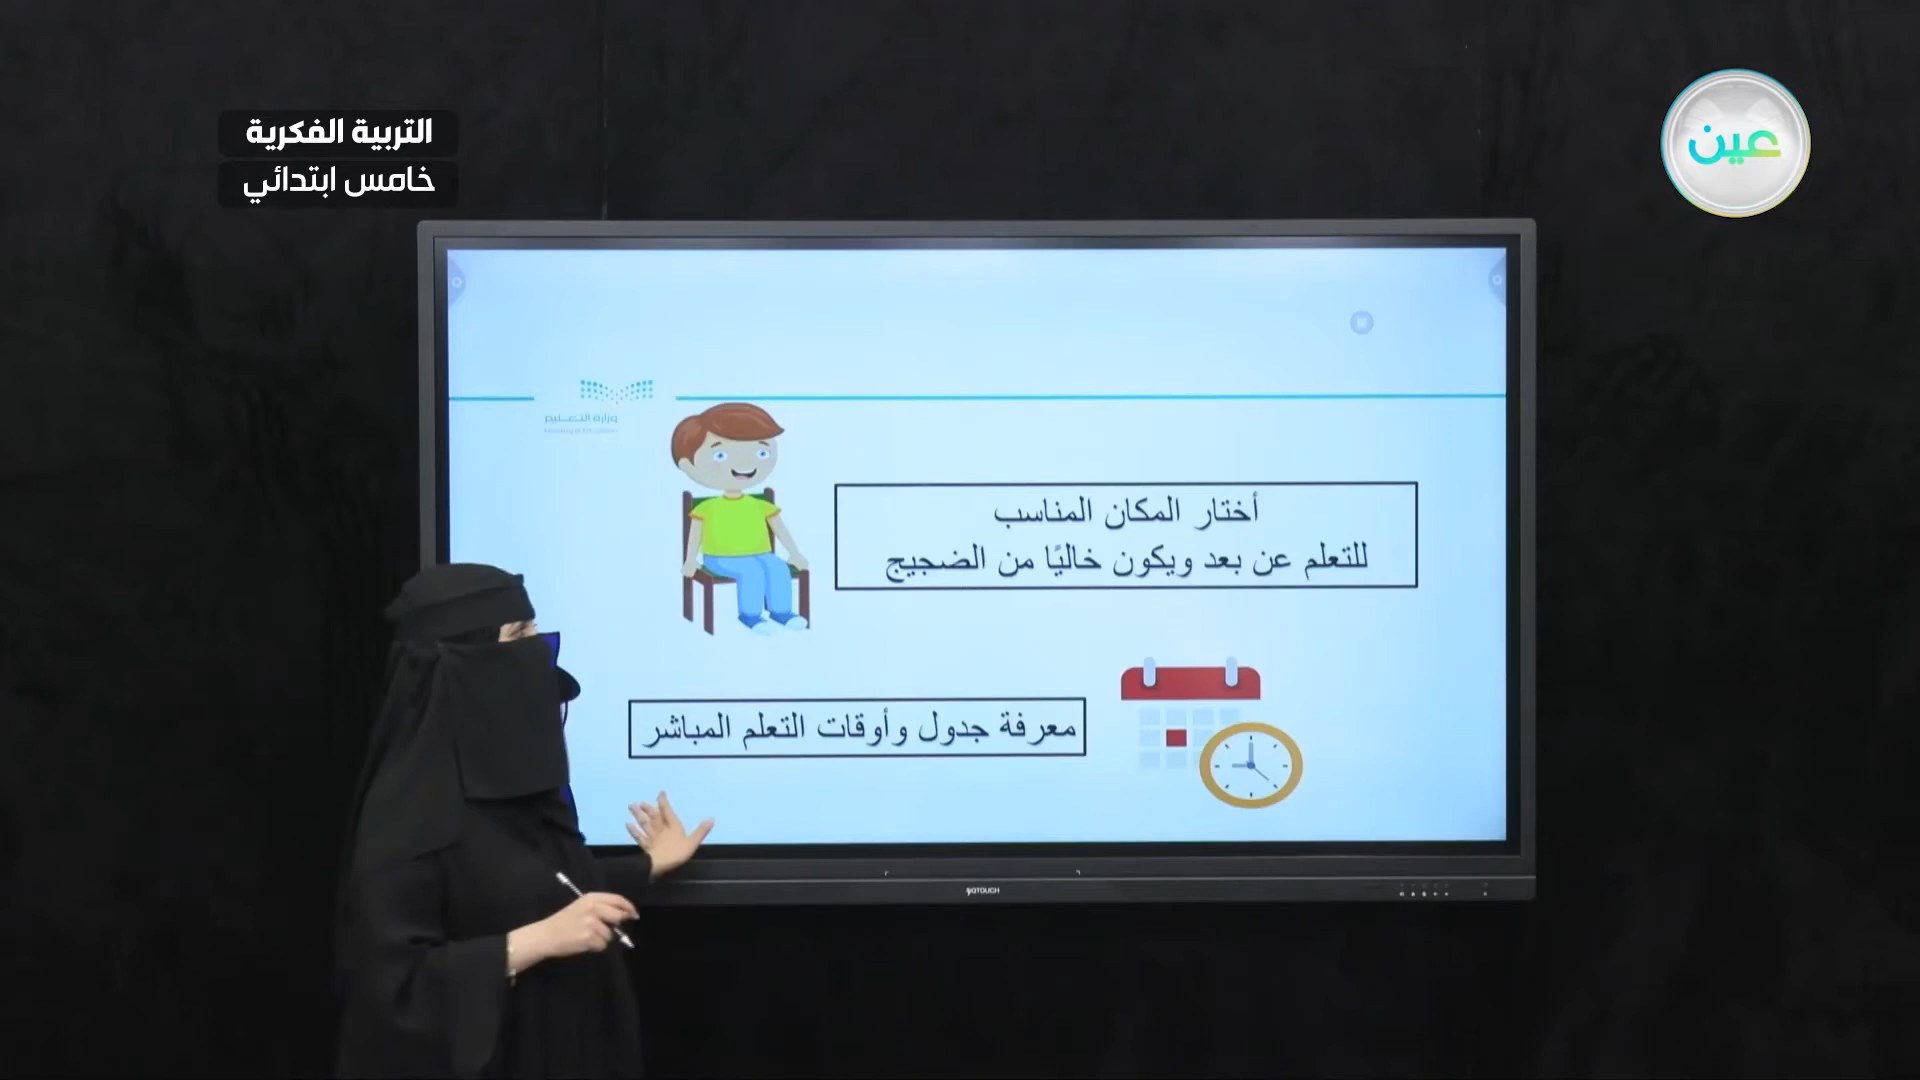 التربية الفكرية
خامس ابتدائي
عين
وزارة التعليم
أختار المكان المناسب
للتعلم عن بعد ويكون خاليًا من الضجيج
معرفة جدول وأوقات التعلم المباشر